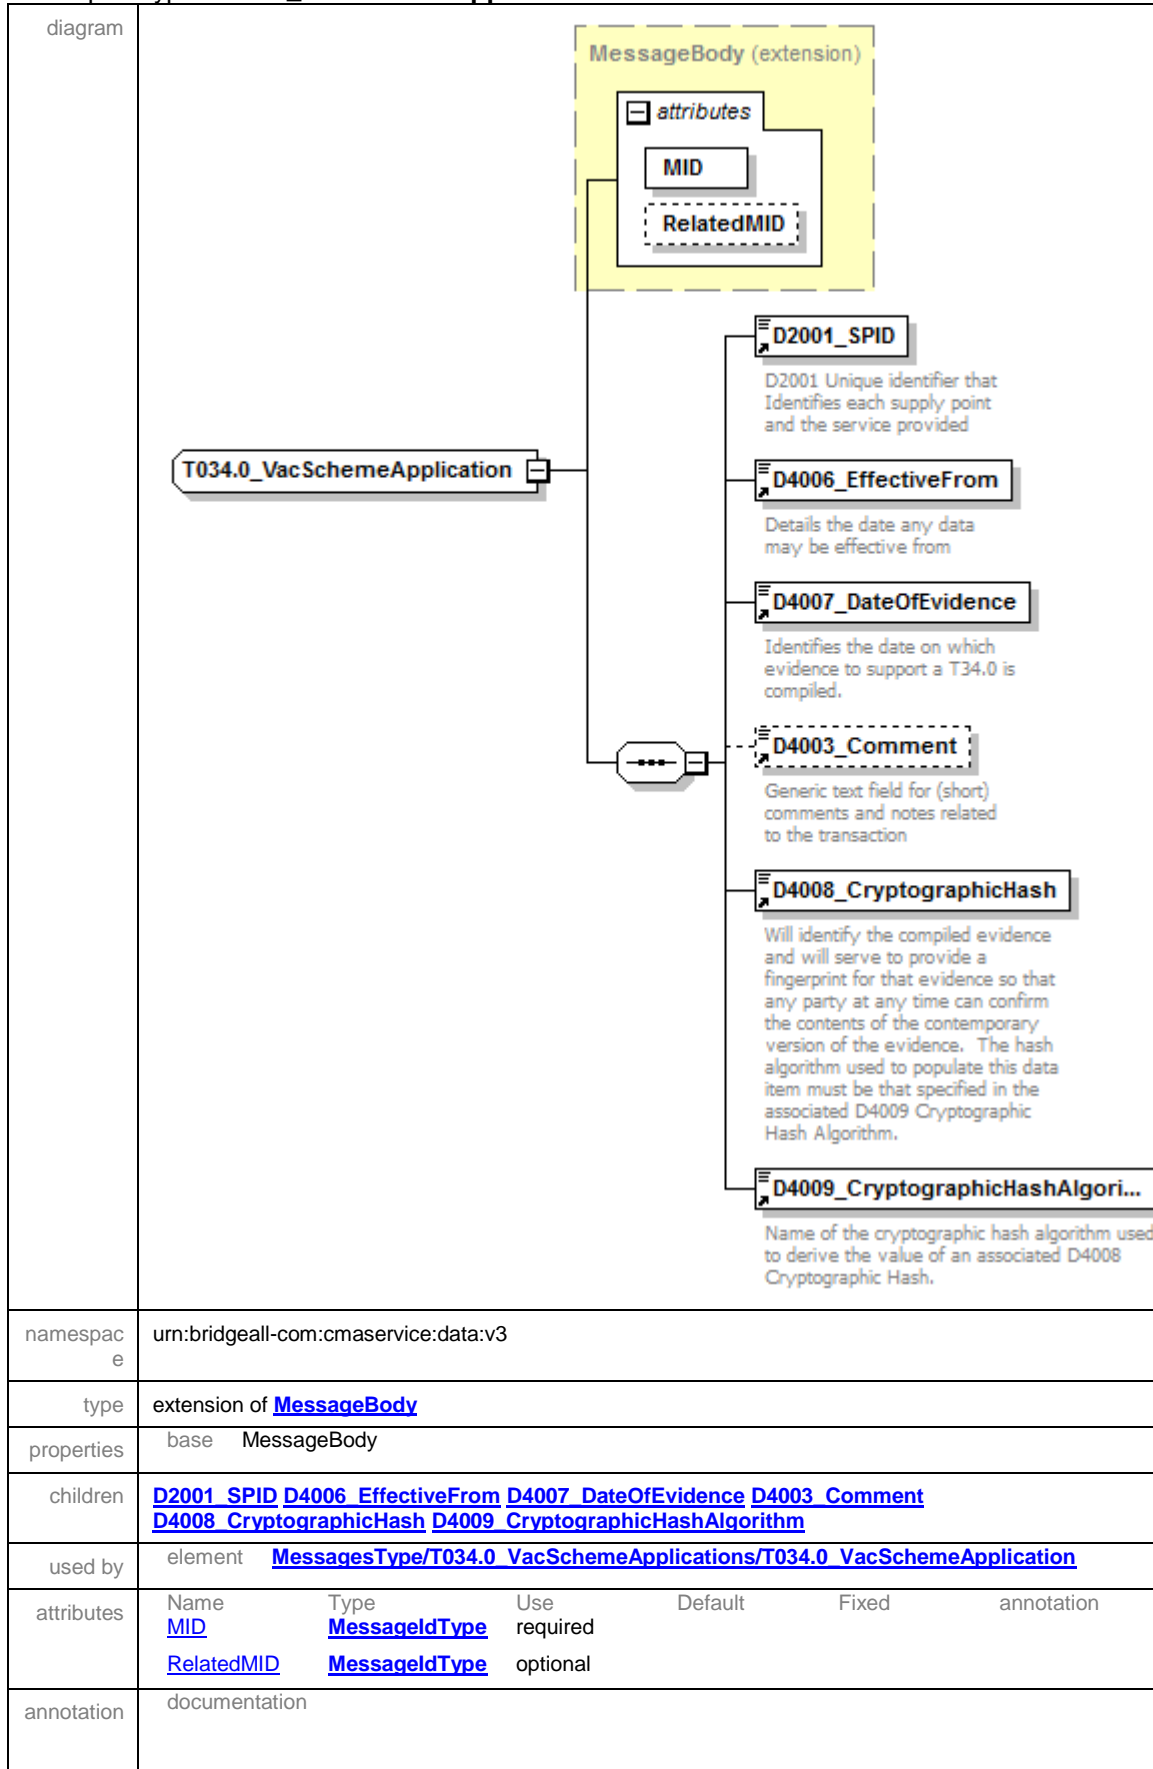 diagram
MessageBody (extension)
attributes
MID
RelatedMID
D2001_SPID
D2001 Unique identifier that
Identifies each supply point
and the service provided
T034.0_VacSchemeApplication
D4006_EffectiveFrom
Details the date any data
may be effective from
D4007_DateOfEvidence
Identifies the date on which
evidence to support a T34.0 is
compiled.
D4003_Comment
Generic text field for (short)
comments and notes related
to the transaction
D4008_CryptographicHash
Will identify the compiled evidence
and will serve to provide a
fingerprint for that evidence so that
any party at any time can confirm
the contents of the contemporary
version of the evidence.  The hash
algorithm used to populate this data
item must be that specified in the
associated D4009 Cryptographic
Hash Algorithm.
D4009_CryptographicHashAlgori...
Name of the cryptographic hash algorithm used
to derive the value of an associated D4008
Cryptographic Hash.
namespac
e
urn:bridgeall-com:cmaservice:data:v3
type
extension of MessageBody
properties
base MessageBody
children
D2001_SPID D4006_EffectiveFrom D4007_DateOfEvidence D4003_Comment
D4008_CryptographicHash D4009_CryptographicHashAlgorithm
used by
element MessagesType/T034.0_VacSchemeApplications/T034.0_VacSchemeApplication
attributes
Name Type Use Default Fixed annotation
MID MessageIdType required
RelatedMID MessageIdType optional
annotation
documentation